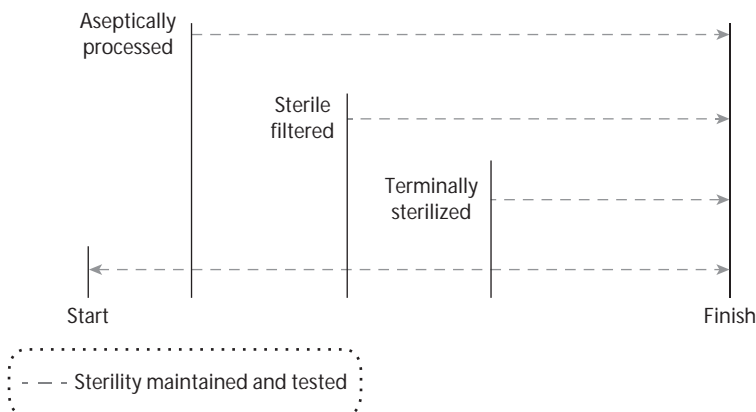 Aseptically
processed
Sterile
filtered
Terminally
sterilized
Start
Finish
Sterility maintained and tested